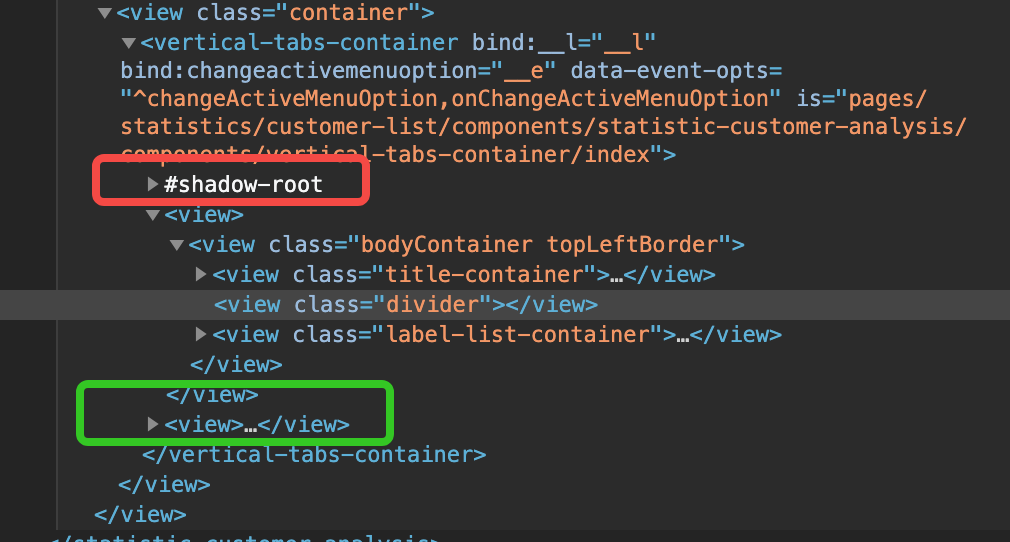 ▼<view class="container">
▼<vertical-tabs-container bind:__l="__l"
bind:changeactivemenuoption="__e" data-event-opts=
"^changeActiveMenuOption,onChangeActiveMenuOption" is="pages/
statistics/customer-list/components/statistic-customer-analysis/
components/vertical-tabs-container/index">
▶#shadow-root
▼<view>
▼<view class="bodyContainer topLeftBorder">
▶<view class="title-container">…</view>
<view class="divider"></view>
▶<view class="label-list-container">…</view>
</view>
</view>
▶<view>…</view>
</vertical-tabs-container>
</view>
</view>
</statistic-customer-analysis>